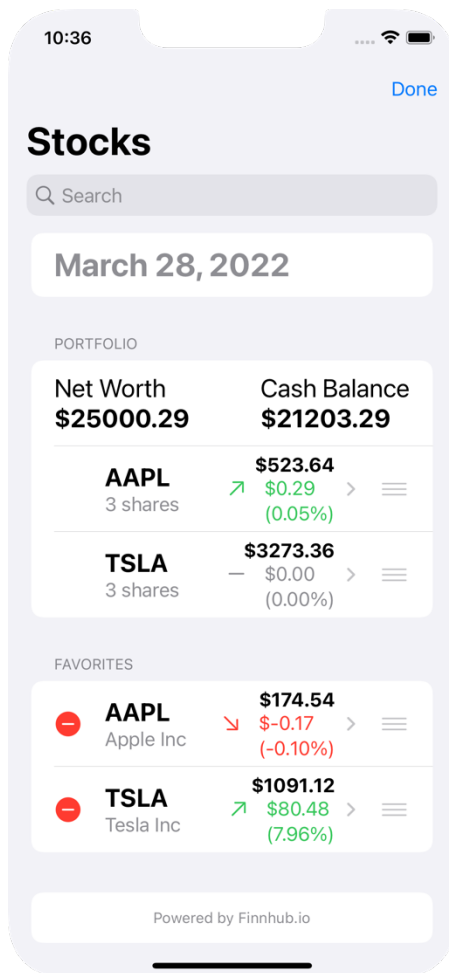 10:36
Done
Stocks
Search
March 28, 2022
PORTFOLIO
Net Worth Cash Balance
$25000.29 $21203.29
$523.64
AAPL $0.29
3 shares (0.05%)
$3273.36
TSLA $0.00
3 shares (0.00%)
FAVORITES
$174.54
AAPL $-0.17
Apple Inc (-0.10%)
$1091.12
TSLA $80.48
Tesla Inc (7.96%)
Powered by Finnhub.io